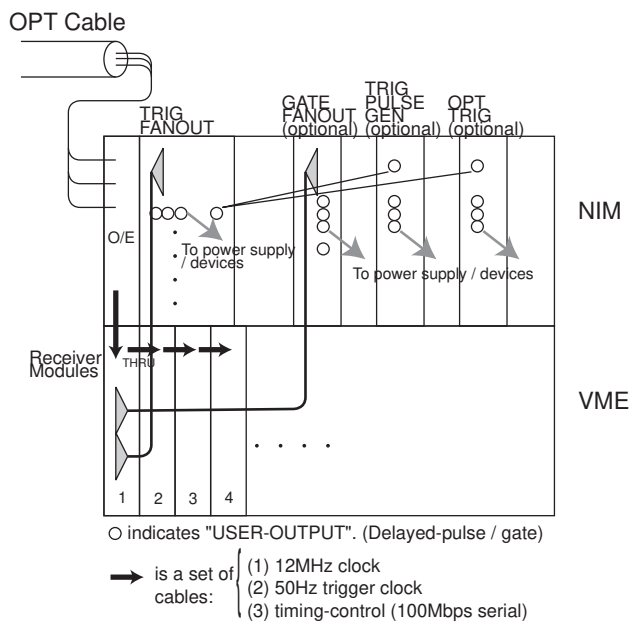 OPT Cable
TRIG
FANOUT
GATE
FANOUT
(optional)
TRIG
PULSE
GEN
(optional)
OPT
TRIG
(optional)
O/E
To power supply
/ devices
To power supply / devices
NIM
Receiver
Modules
THRU
VME
. . . .
1
2
3
4
indicates "USER-OUTPUT". (Delayed-pulse / gate)
is a set of
cables:
(1) 12MHz clock
(2) 50Hz trigger clock
(3) timing-control (100Mbps serial)